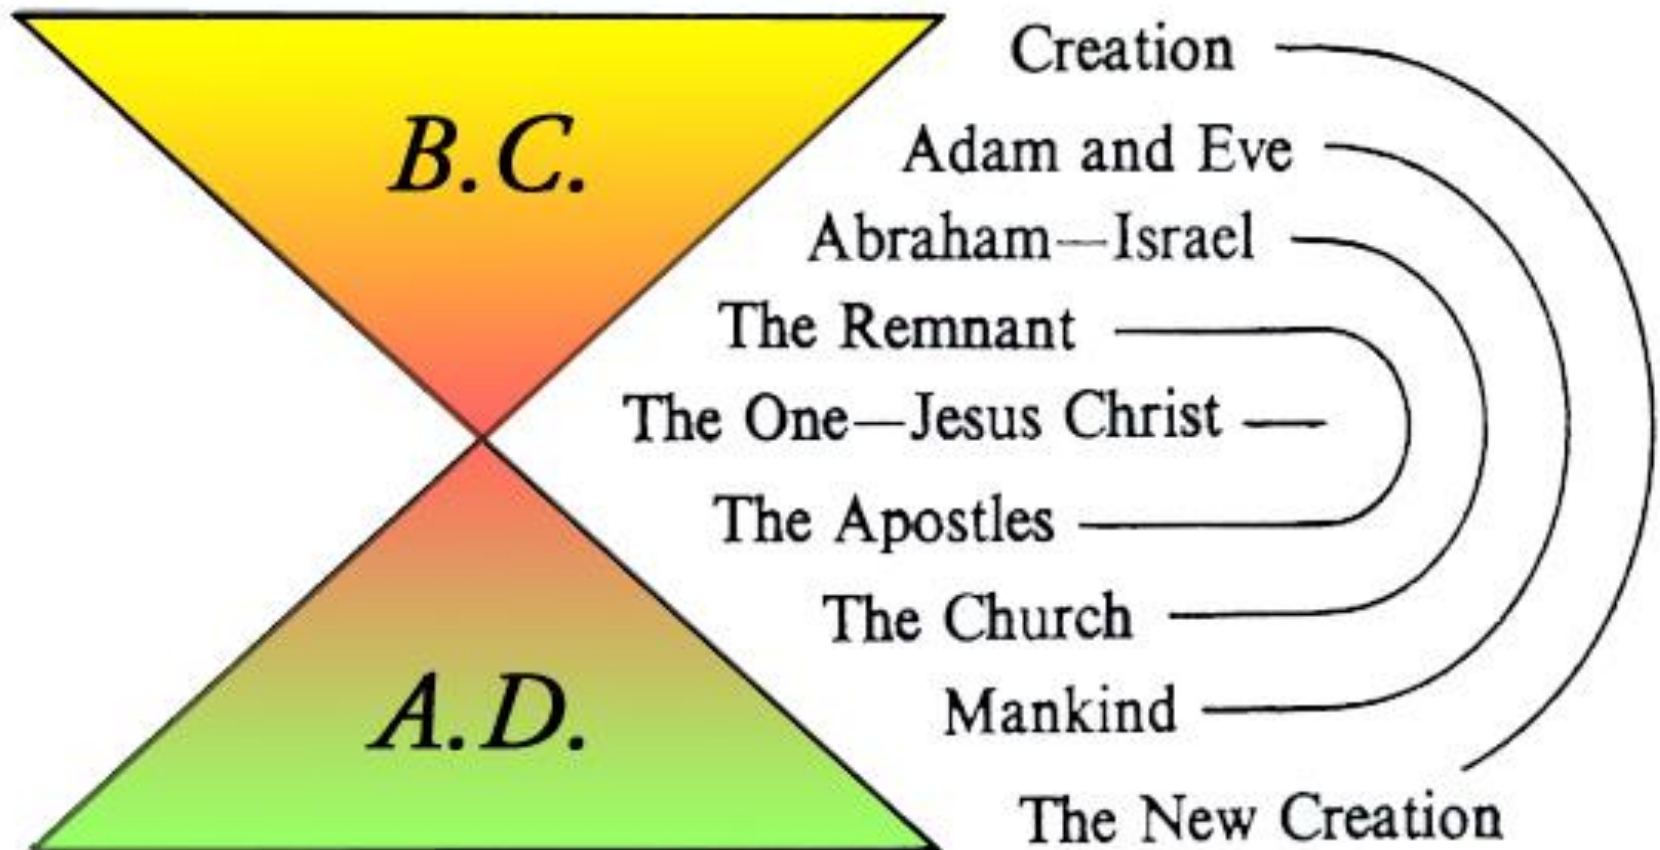 B.C.
A.D.
Creation
Adam and Eve
Abraham—Israel
The Remnant
The One—Jesus Christ
The Apostles
The Church
Mankind
The New Creation